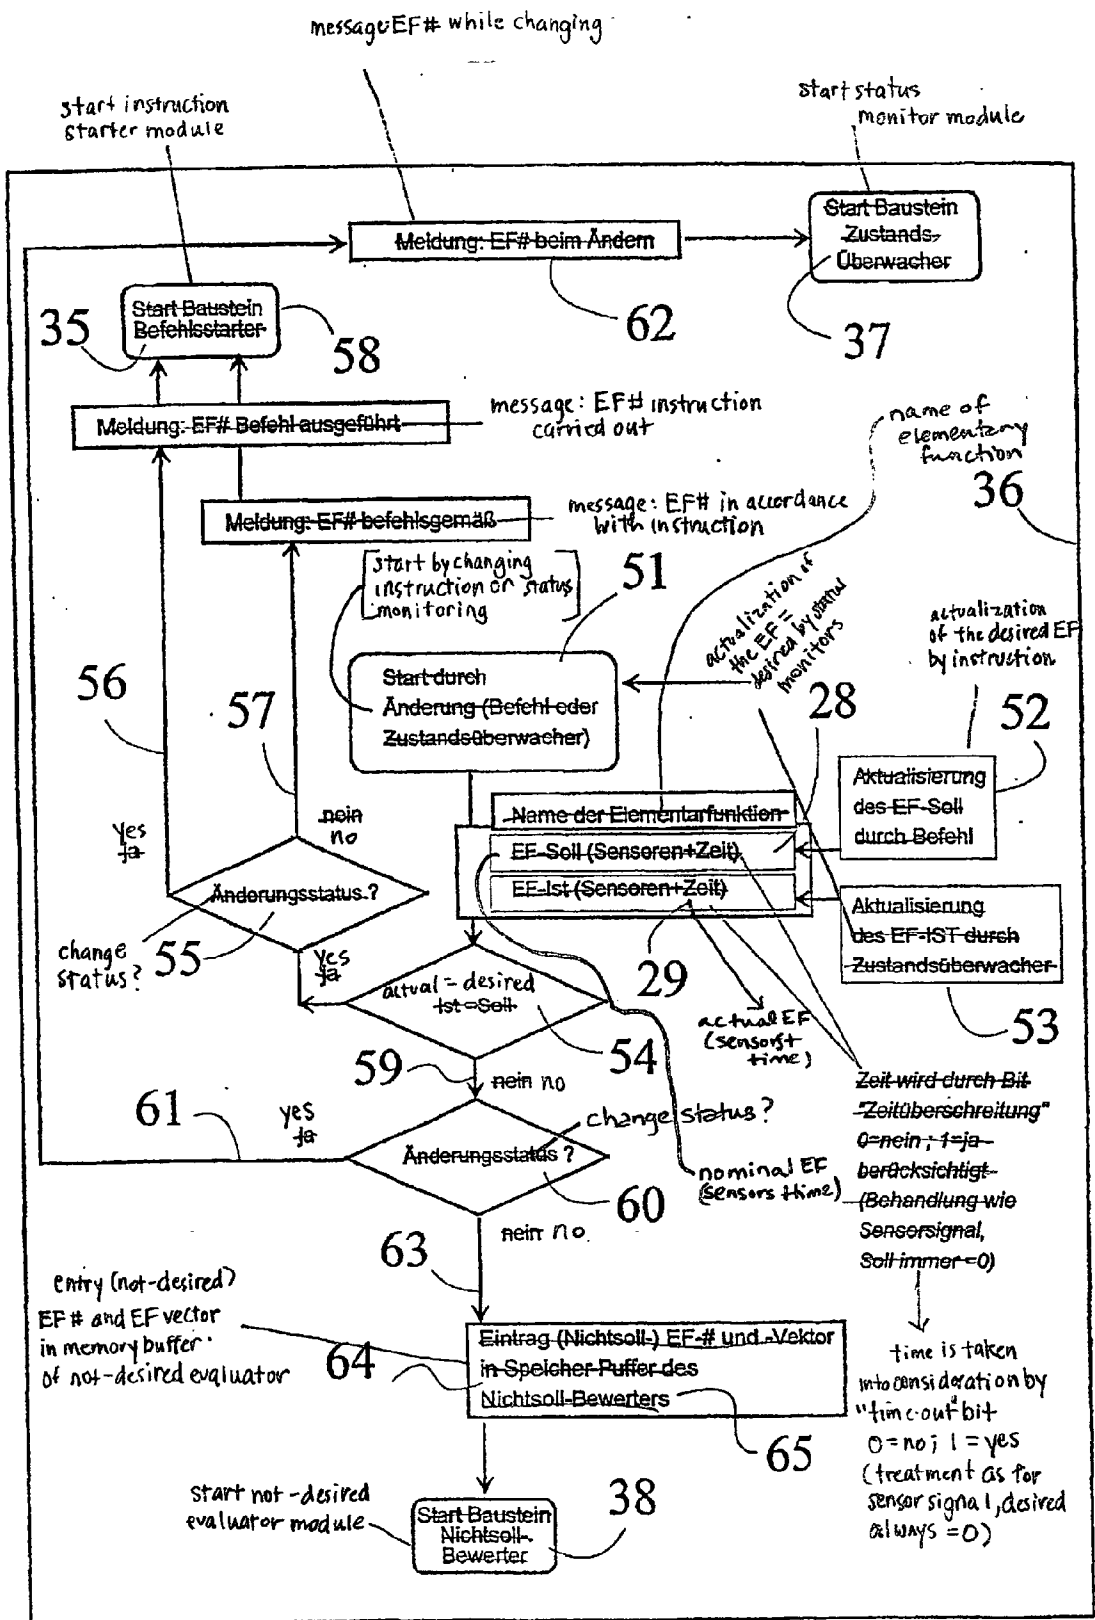 message: EF# while changing
start instruction
starter module
start status
monitor module
Meldung: EF# beim Ändern
Start Baustein
Zustands-
Überwacher
Start Baustein
Befehlsstarter
35
58
62
37
Meldung: EF# Befehl ausgeführt
message: EF# instruction
carried out
name of
elementary
function
36
Meldung: EF# befehlsgemäß
message: EF# in accordance
with instruction
start by changing
instruction or status
monitoring
51
actualization of
the EF =
desired by status
monitors
actualization
of the desired EF
by instruction
56
57
Start durch
Änderung (Befehl oder
Zustandsüberwacher)
28
52
Name der Elementarfunktion
Aktualisierung
des EF-Soll
durch Befehl
yes
ja
nein
no
EF-Soll (Sensoren+Zeit)
EF-Ist (Sensoren+Zeit)
Änderungsstatus ?
Aktualisierung
des EF-IST durch
Zustandsüberwacher
change
status?
55
yes
ja
actual = desired
Ist=Soll
29
54
actual EF
(sensors+
time)
53
59
nein no
61
yes
ja
change status?
Änderungsstatus ?
60
nominal EF
(sensors+time)
Zeit wird durch Bit
"Zeitüberschreitung"
0=nein ; 1=ja
berücksichtigt
(Behandlung wie
Sensorsignal,
Soll immer =0)
nein no
63
entry (not-desired)
EF# and EF vector
in memory buffer
of not-desired evaluator
64
Eintrag (Nichtsoll-) EF-# und -Vektor
in Speicher-Puffer des
Nichtsoll-Bewerters
65
time is taken
into consideration by
"time-out" bit
0=no; 1=yes
(treatment as for
sensor signal, desired
always =0)
start not-desired
evaluator module
Start Baustein
Nichtsoll-
Bewerter
38